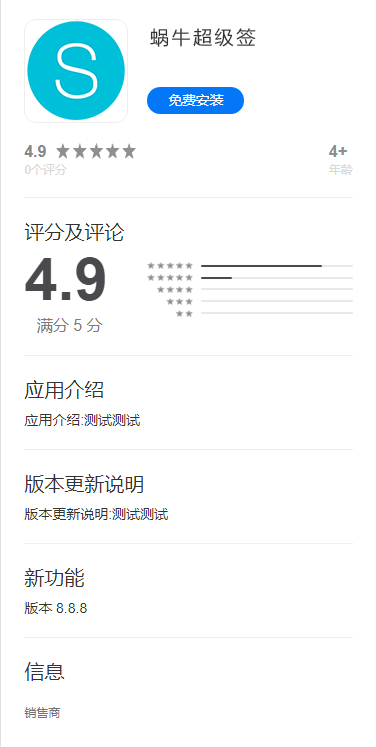 S
蜗牛超级签
免费安装
4.9 ★★★★★
4+
0个评分
年龄
评分及评论
4.9
满分 5 分
★★★★★
★★★★★
★★★★
★★★
★★
应用介绍
应用介绍:测试测试
版本更新说明
版本更新说明:测试测试
新功能
版本 8.8.8
信息
销售商